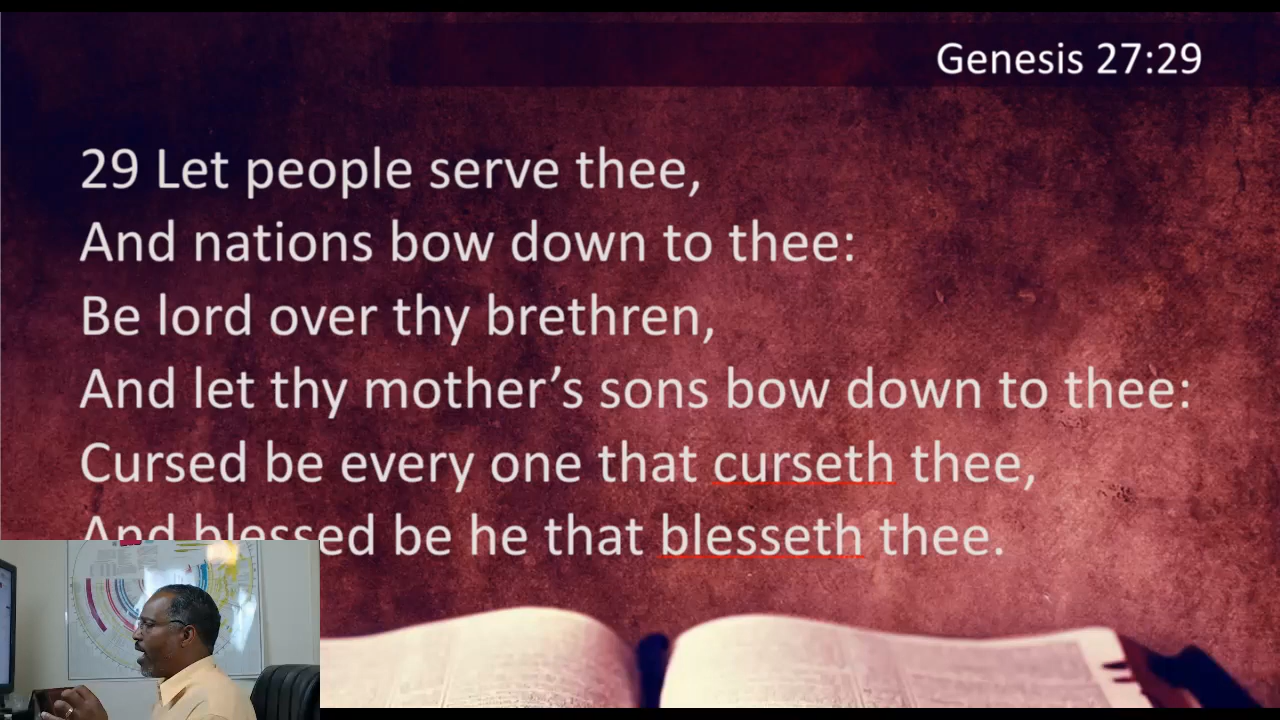 Genesis 27:29
29 Let people serve thee,
And nations bow down to thee:
Be lord over thy brethren,
And let thy mother’s sons bow down to thee:
Cursed be every one that curseth thee,
And blessed be he that blesseth thee.